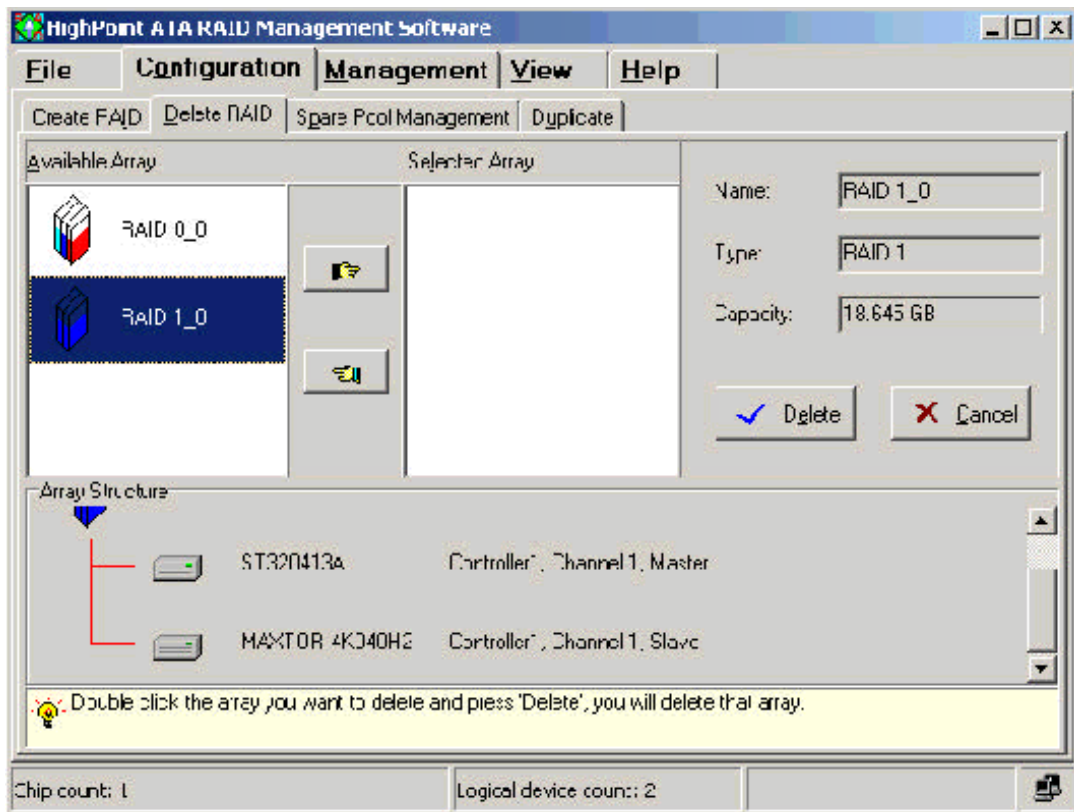 HighPoint ATA RAID Management Software
File Configuration Management View Help
Create RAID Delete RAID Spare Pool Management Duplicate
Available Array Selected Array
RAID 0_0
RAID 1_0
Name: RAID 1_0
Type: RAID 1
Capacity: 18.645 GB
Delete Cancel
Array Structure
ST320413A Controller1, Channel 1, Master
MAXTOR 4K040H2 Controller1, Channel 1, Slave
Double click the array you want to delete and press 'Delete', you will delete that array.
Chip count: 1 Logical device count: 2